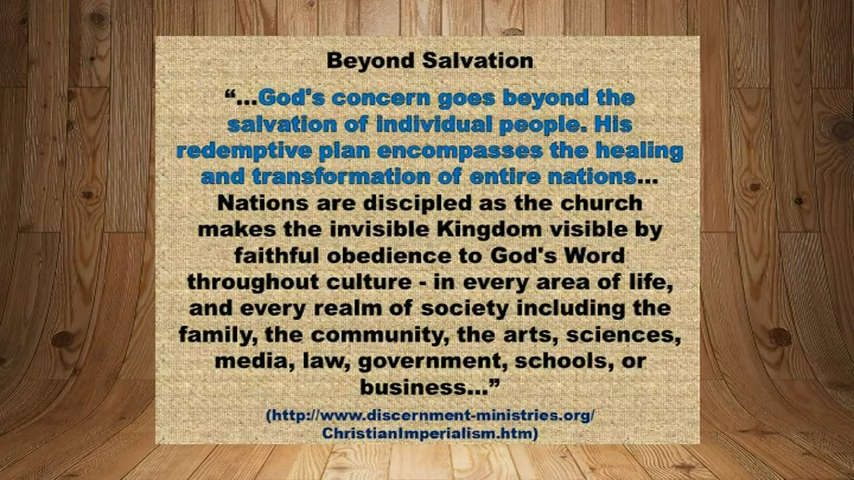 Beyond Salvation
“...God's concern goes beyond the
salvation of individual people. His
redemptive plan encompasses the healing
and transformation of entire nations...
Nations are discipled as the church
makes the invisible Kingdom visible by
faithful obedience to God's Word
throughout culture - in every area of life,
and every realm of society including the
family, the community, the arts, sciences,
media, law, government, schools, or
business...”
(http://www.discernment-ministries.org/
ChristianImperialism.htm)